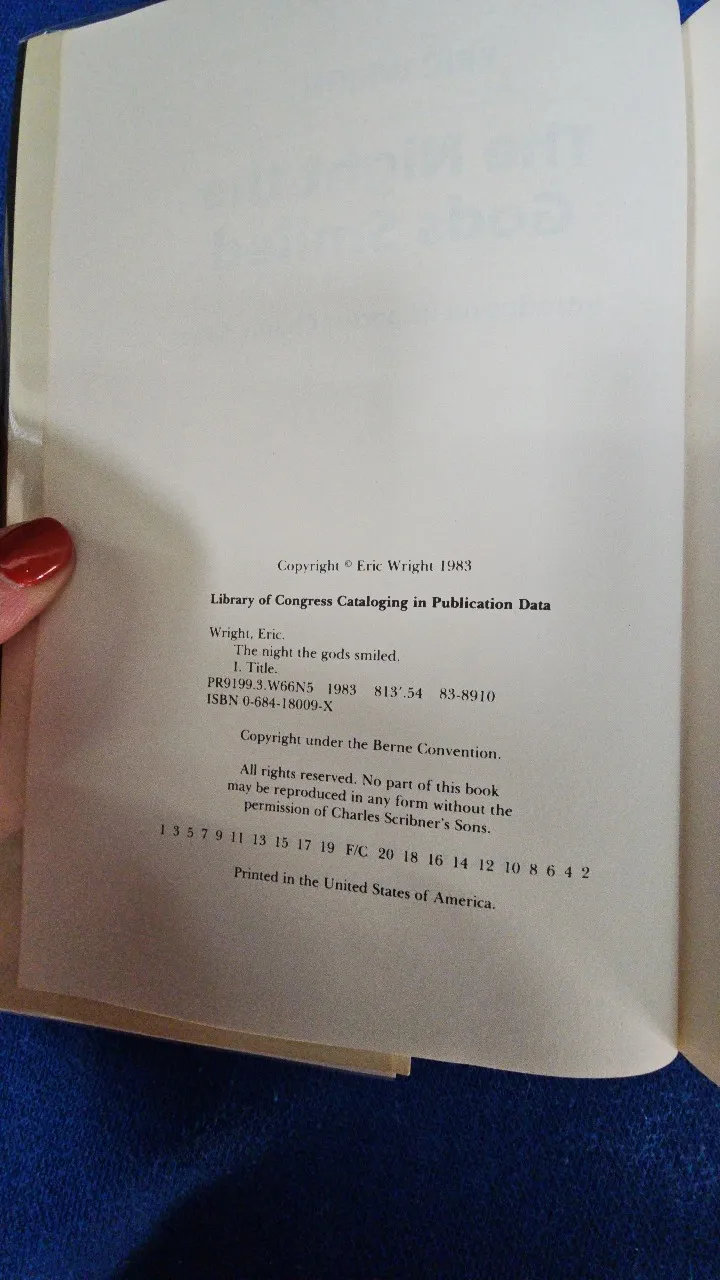 Copyright © Eric Wright 1983
Library of Congress Cataloging in Publication Data
Wright, Eric.
The night the gods smiled.
I. Title.
PR9199.3.W66N5 1983 813'.54 83-8910
ISBN 0-684-18009-X
Copyright under the Berne Convention.
All rights reserved. No part of this book
may be reproduced in any form without the
permission of Charles Scribner's Sons.
1 3 5 7 9 11 13 15 17 19 F/C 20 18 16 14 12 10 8 6 4 2
Printed in the United States of America.